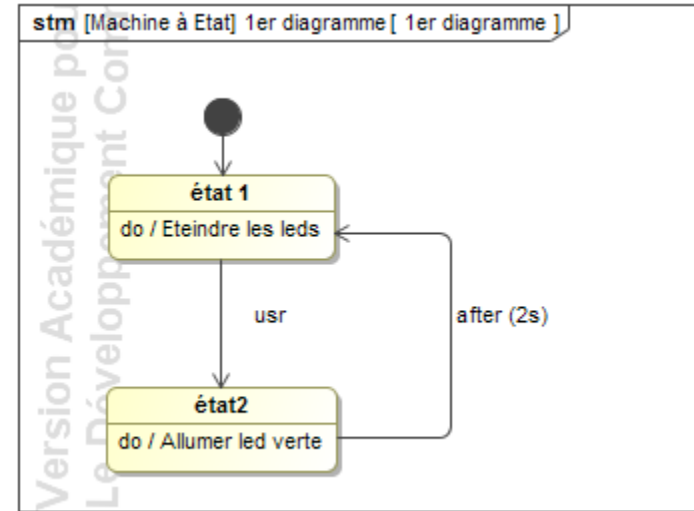 stm [Machine à Etat] 1er diagramme [ 1er diagramme ]
état 1
do / Eteindre les leds
usr
after (2s)
état2
do / Allumer led verte
Version Académique pou
Le Développement Com